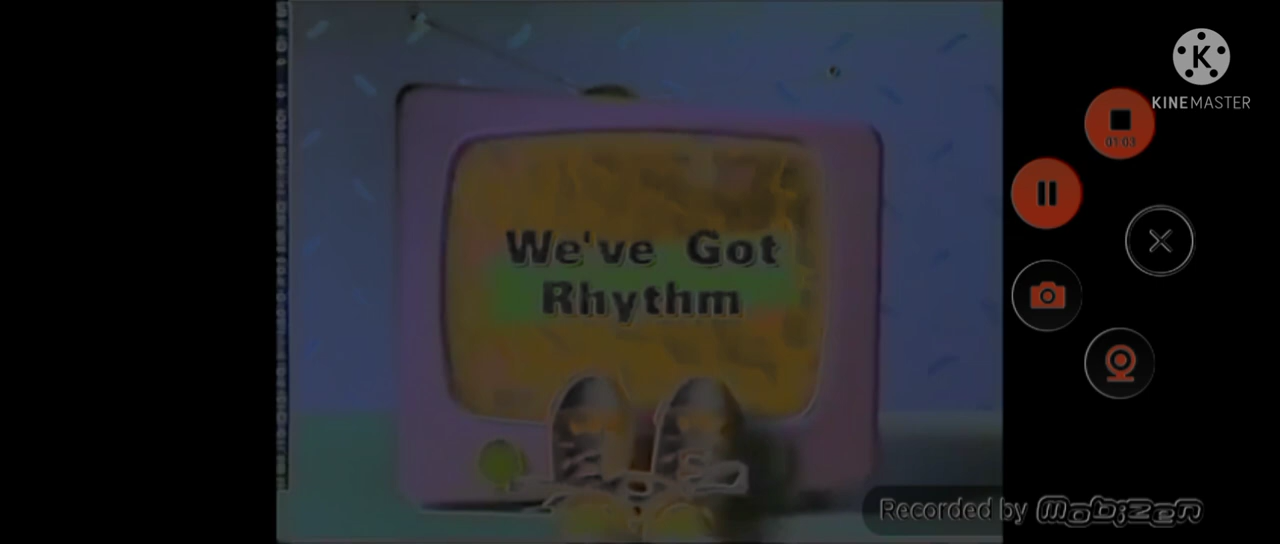 KINEMASTER
01:03
We've Got
Rhythm
Recorded by mobizen